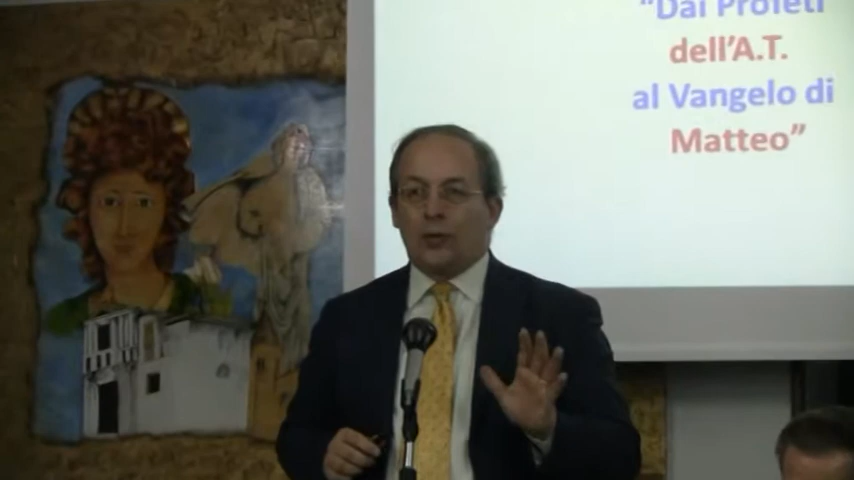 “Dai Profeti
dell’A.T.
al Vangelo di
Matteo”